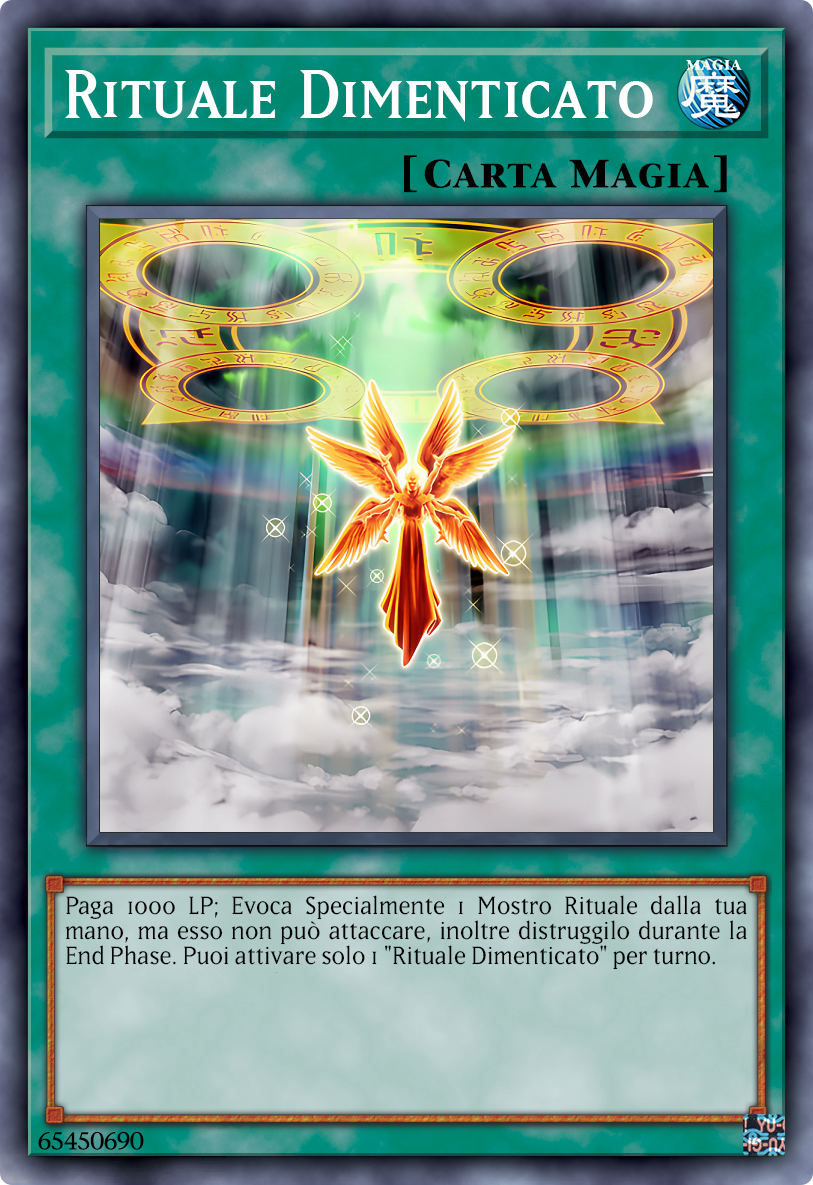 Rituale Dimenticato
MAGIA
魔
[Carta Magia]
Paga 1000 LP; Evoca Specialmente 1 Mostro Rituale dalla tua
mano, ma esso non può attaccare, inoltre distruggilo durante la
End Phase. Puoi attivare solo 1 "Rituale Dimenticato" per turno.
65450690